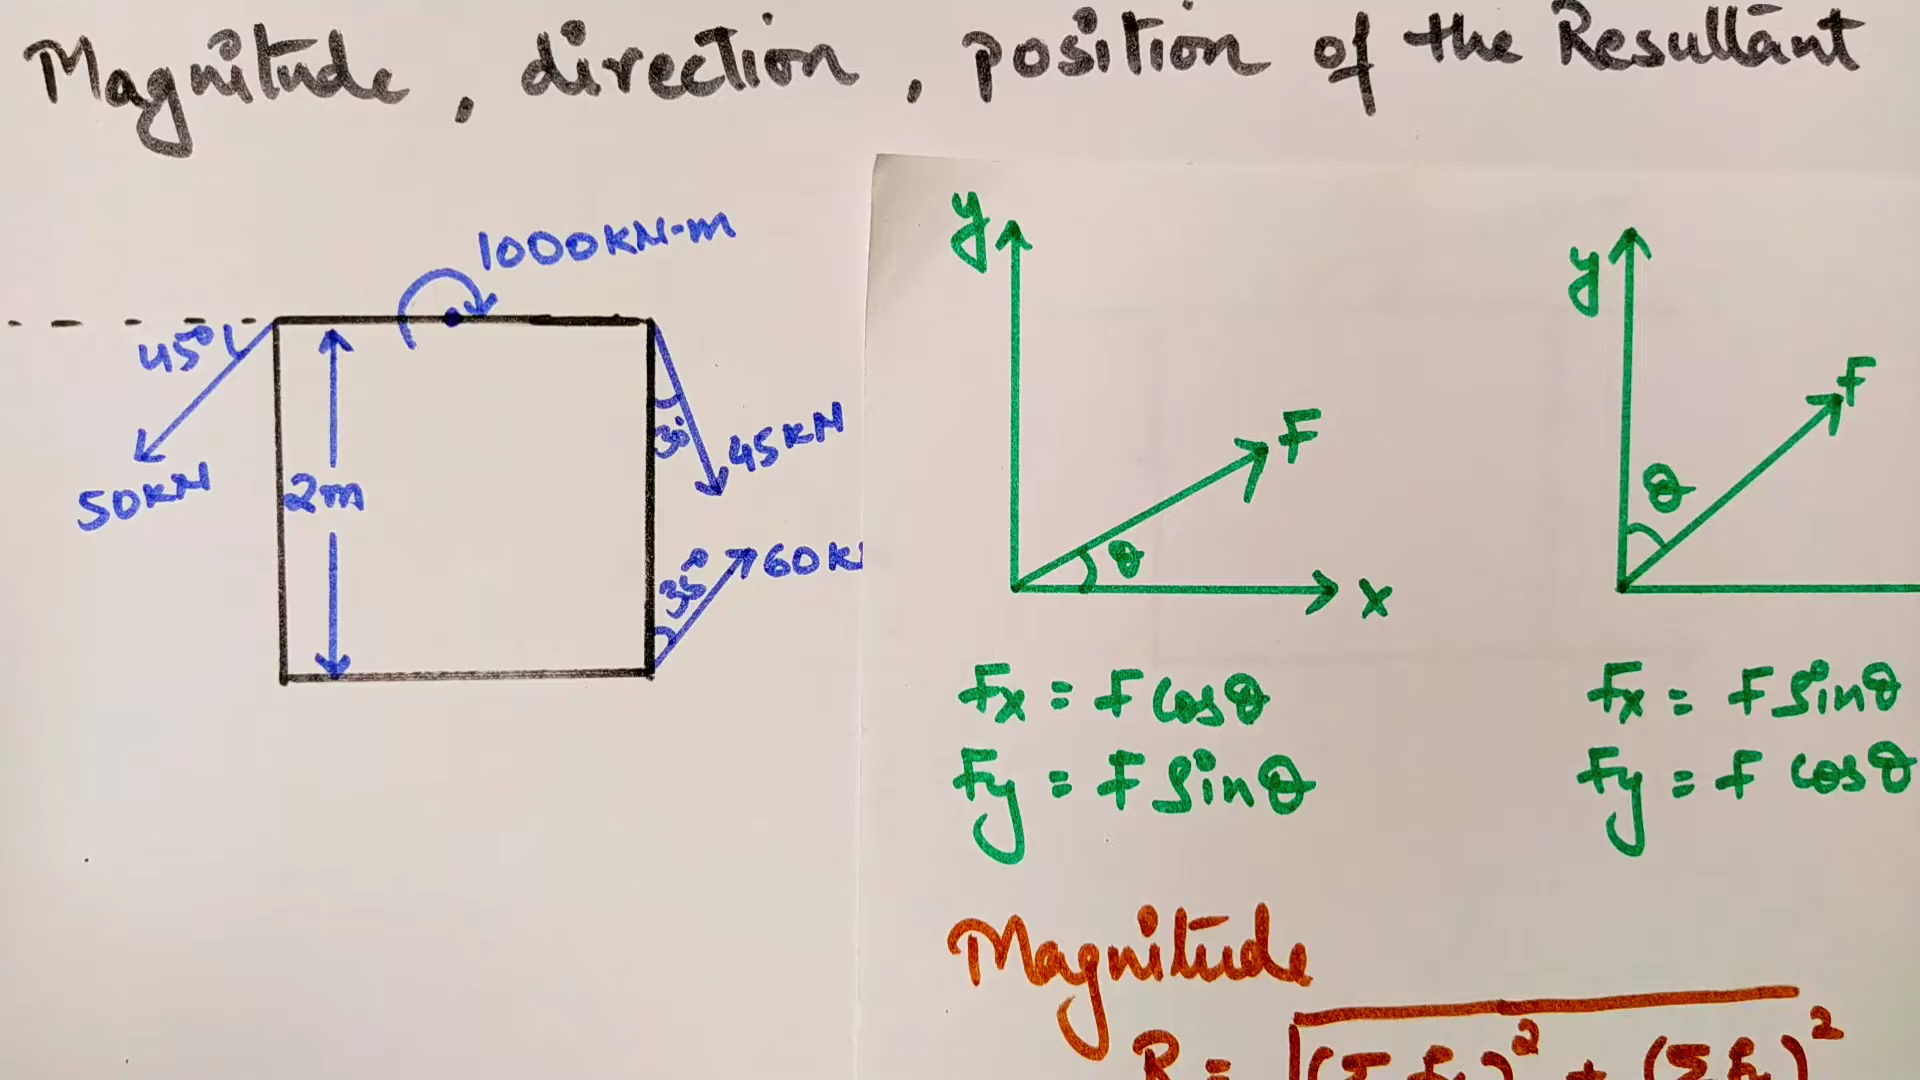 Magnitude, direction, position of the Resultant
1000KN-m
45°
50KN
2m
30°
45KN
35°
60K
y
F
θ
x
Fx = F cosθ
Fy = F sinθ
y
F
θ
Fx = F sinθ
Fy = F cosθ
Magnitude